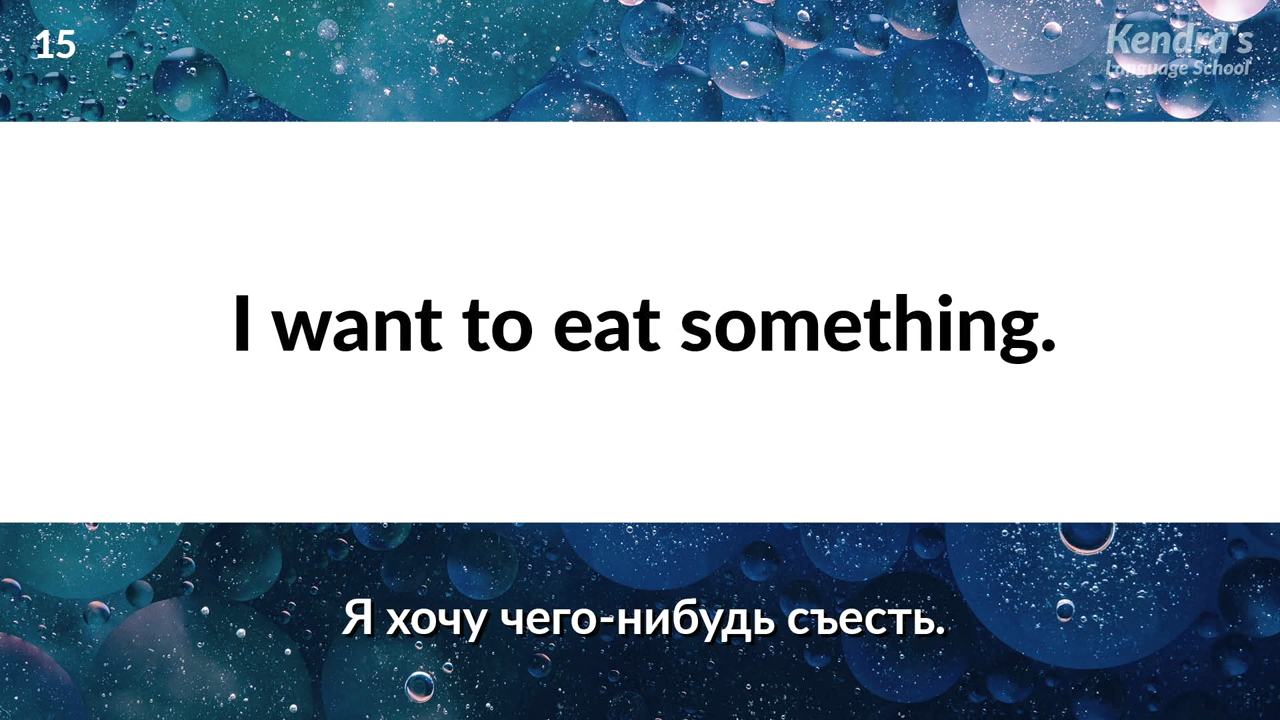 15
Kendra's
Language School
I want to eat something.
Я хочу чего-нибудь съесть.